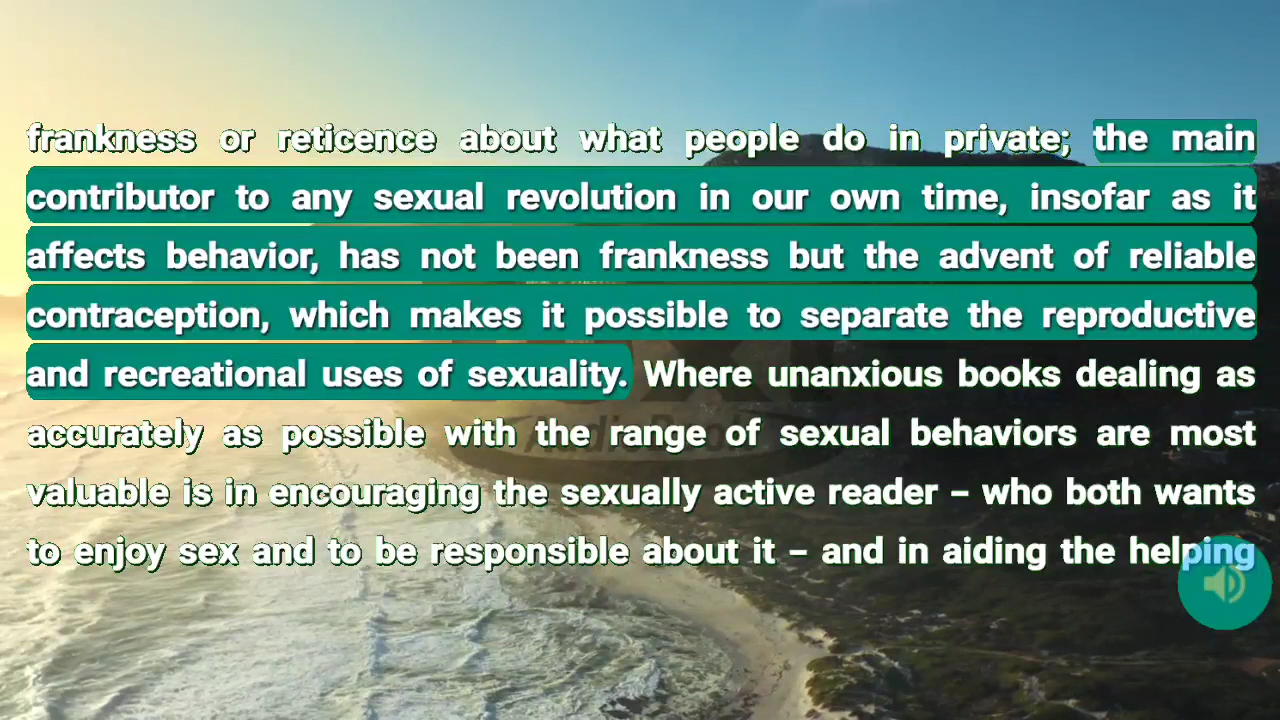 frankness or reticence about what people do in private; the main
contributor to any sexual revolution in our own time, insofar as it
affects behavior, has not been frankness but the advent of reliable
contraception, which makes it possible to separate the reproductive
and recreational uses of sexuality. Where unanxious books dealing as
accurately as possible with the range of sexual behaviors are most
valuable is in encouraging the sexually active reader – who both wants
to enjoy sex and to be responsible about it – and in aiding the helping